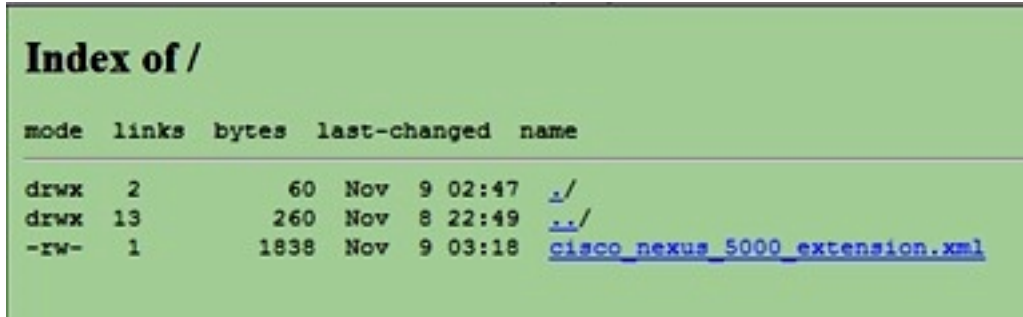 Index of /
mode links bytes last-changed name
drwx 2 60 Nov 9 02:47 ./
drwx 13 260 Nov 8 22:49 ../
-rw- 1 1838 Nov 9 03:18 cisco_nexus_5000_extension.xml